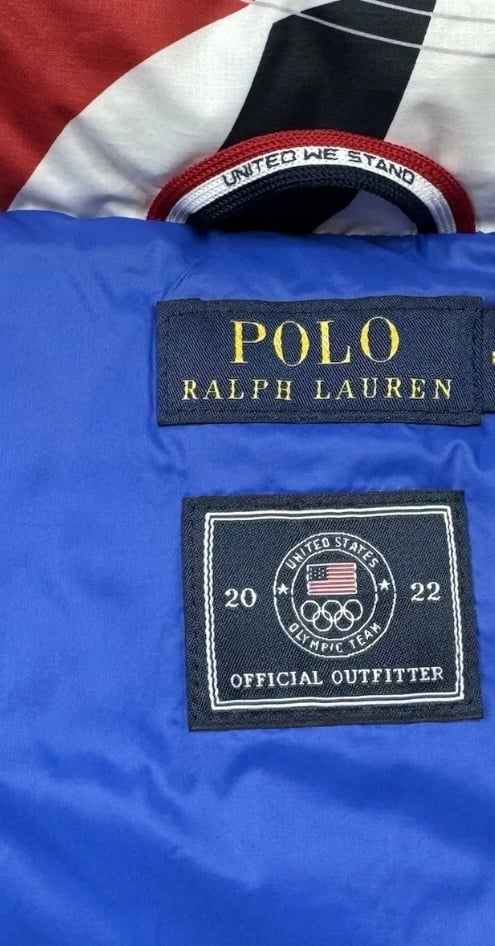 UNITED WE STAND
POLO
RALPH LAUREN
UNITED STATES
20 22
OLYMPIC TEAM
OFFICIAL OUTFITTER